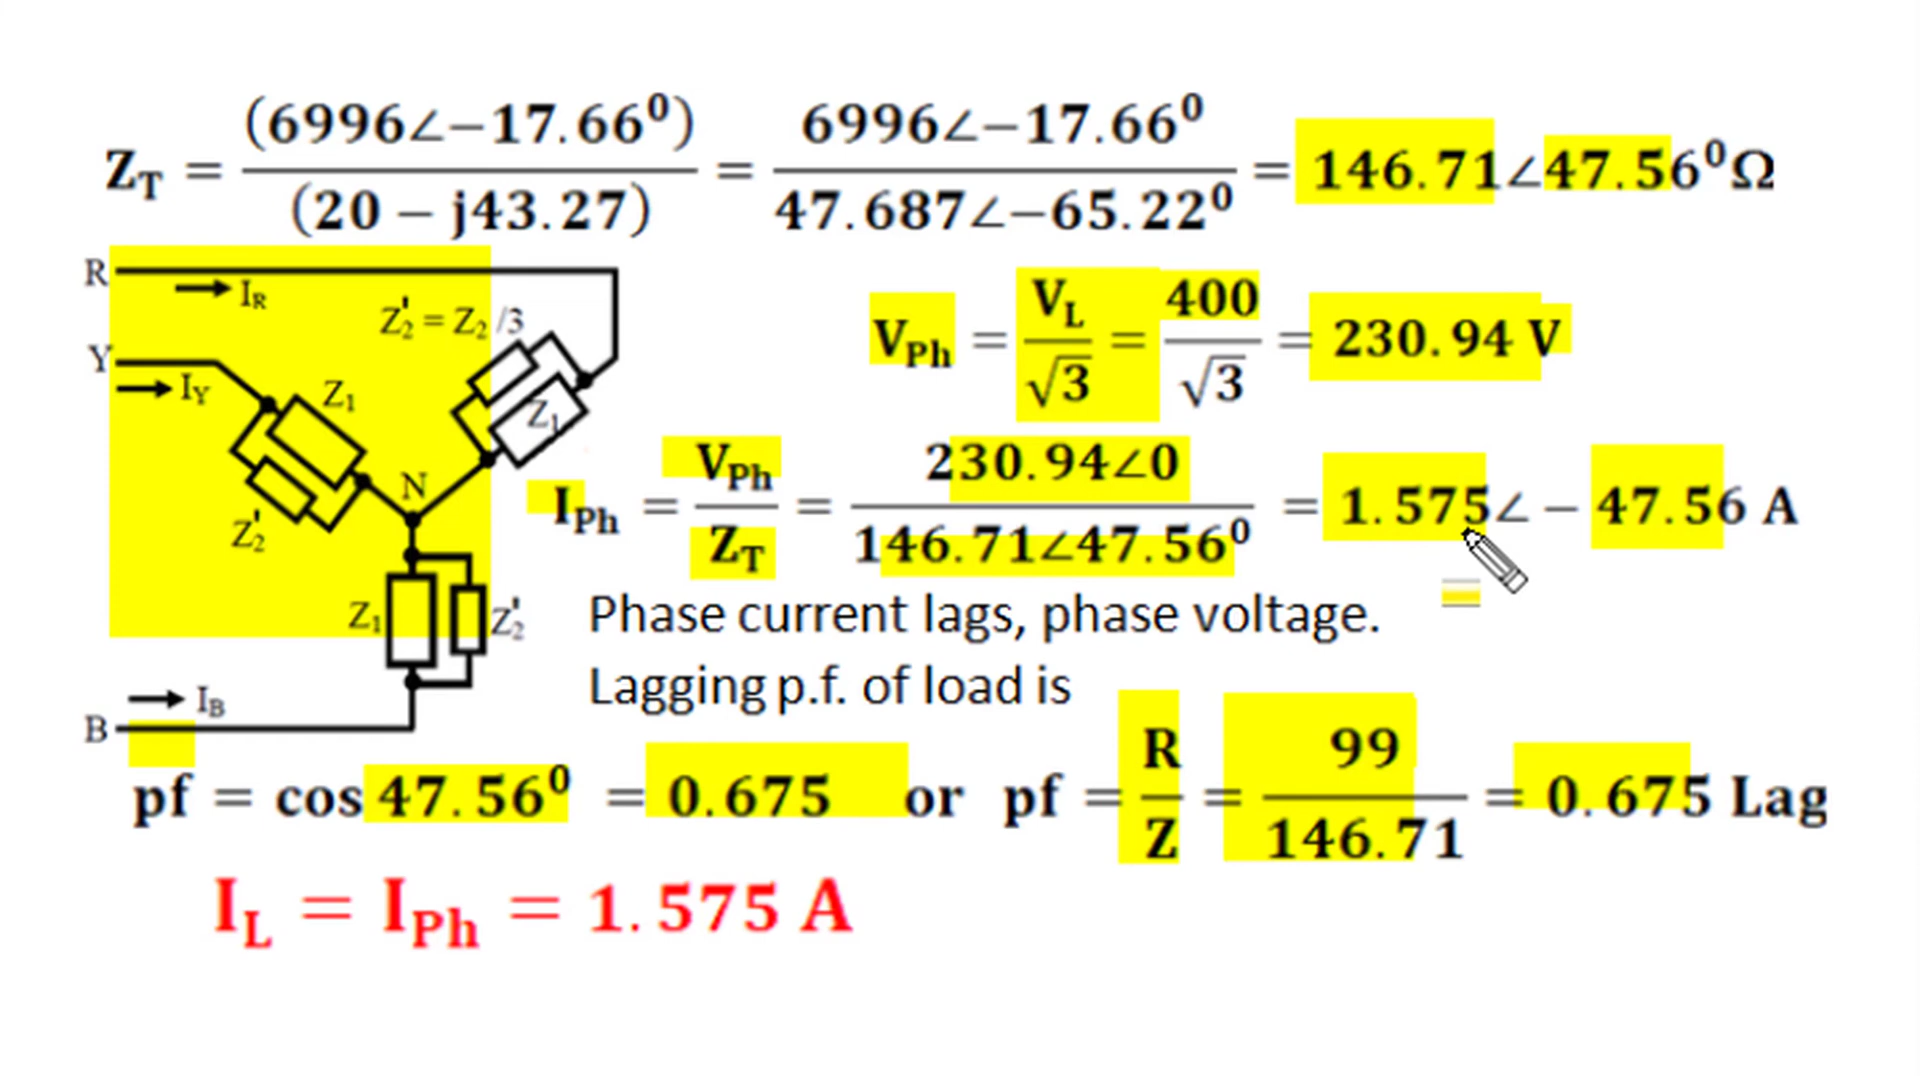 Z_T = (6996∠−17.66⁰) / (20 − j43.27) = 6996∠−17.66⁰ / 47.687∠−65.22⁰ = 146.71∠47.56⁰Ω
R
I_R
Z'₂ = Z₂ /3
V_Ph = V_L / √3 = 400 / √3 = 230.94 V
Y
I_Y
Z₁
Z₁
N
Z'₂
I_Ph = V_Ph / Z_T = 230.94∠0 / 146.71∠47.56⁰ = 1.575∠− 47.56 A
Z₁
Z'₂
Phase current lags, phase voltage.
Lagging p.f. of load is
I_B
B
pf = cos 47.56⁰ = 0.675 or pf = R / Z = 99 / 146.71 = 0.675 Lag
I_L = I_Ph = 1.575 A